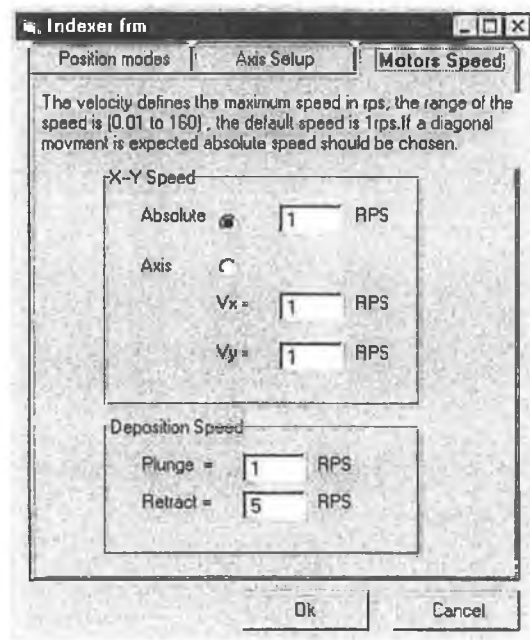 Indexer frm
Position modes Axis Setup Motors Speed
The velocity defines the maximum speed in rps, the range of the
speed is (0.01 to 160) , the default speed is 1rps.If a diagonal
movment is expected absolute speed should be chosen.
X-Y Speed
Absolute 1 RPS
Axis
Vx = 1 RPS
Vy = 1 RPS
Deposition Speed
Plunge = 1 RPS
Retract = 5 RPS
Ok Cancel